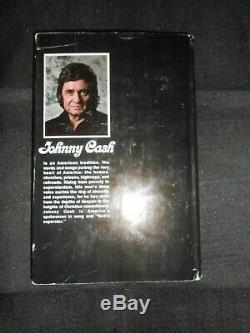 Johnny Cash
is an American tradition. His
words and songs portray the very
heart of America: the homes,
churches, prisons, highways, and
railroads. Rising from poverty to
superstardom, this man's deep
voice carries the ring of sincerity
and experience, for he has risen
from the depths of despair to the
heights of Christian commitment.
Johnny Cash is America's
spokesman in song and "God's
superstar."